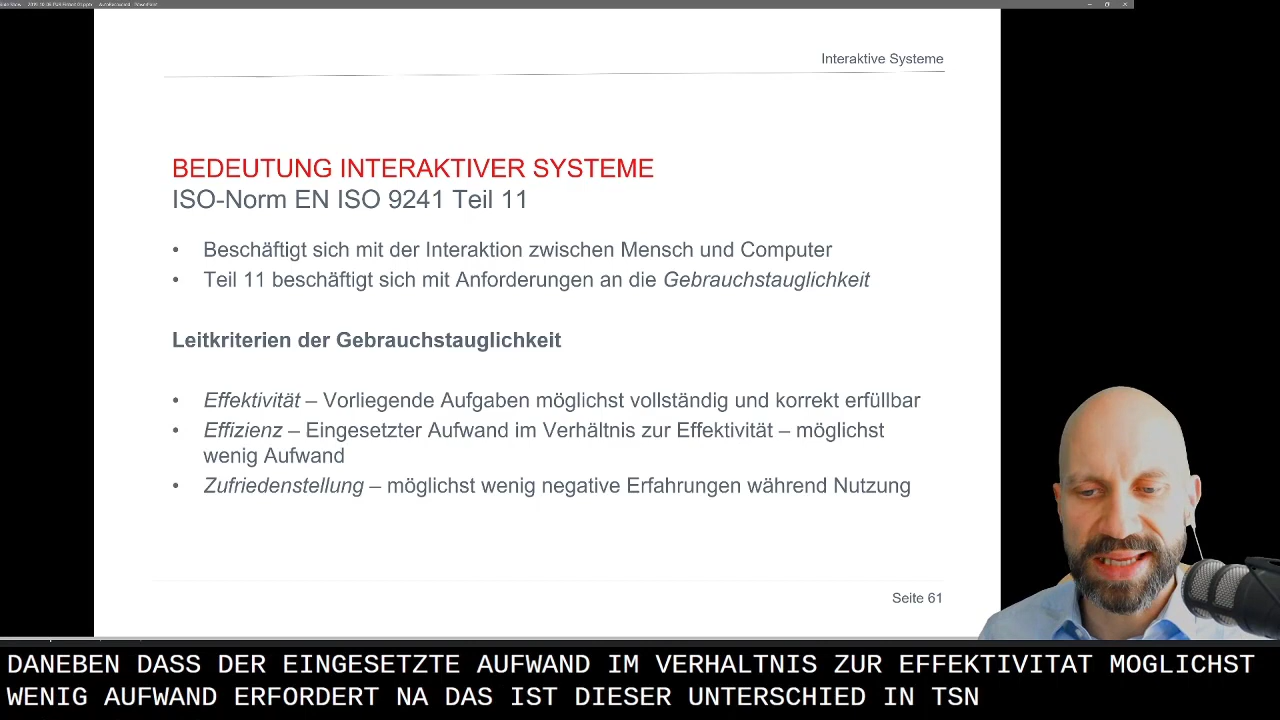 Interaktive Systeme
BEDEUTUNG INTERAKTIVER SYSTEME
ISO-Norm EN ISO 9241 Teil 11
• Beschäftigt sich mit der Interaktion zwischen Mensch und Computer
• Teil 11 beschäftigt sich mit Anforderungen an die Gebrauchstauglichkeit
Leitkriterien der Gebrauchstauglichkeit
• Effektivität – Vorliegende Aufgaben möglichst vollständig und korrekt erfüllbar
• Effizienz – Eingesetzter Aufwand im Verhältnis zur Effektivität – möglichst
wenig Aufwand
• Zufriedenstellung – möglichst wenig negative Erfahrungen während Nutzung
Seite 61
DANEBEN DASS DER EINGESETZTE AUFWAND IM VERHALTNIS ZUR EFFEKTIVITAT MOGLICHST
WENIG AUFWAND ERFORDERT NA DAS IST DIESER UNTERSCHIED IN TSN